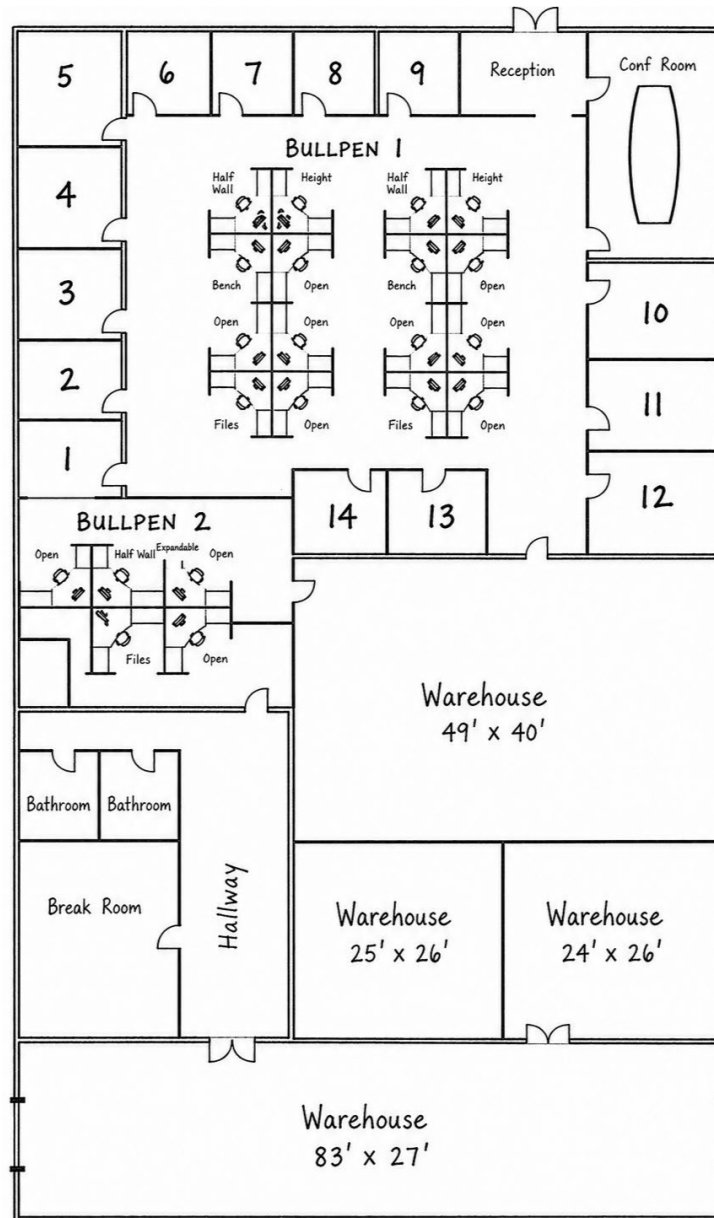 5
6
7
8
9
Reception
Conf Room
4
3
2
1
BULLPEN 1
Half
Wall
Height
Half
Wall
Height
Bench
Open
Bench
Open
Open
Open
Open
Open
Files
Open
Files
Open
10
11
12
14
13
BULLPEN 2
Open
Half Wall
Expandable
Open
Files
Open
Warehouse
49' x 40'
Bathroom
Bathroom
Break Room
Hallway
Warehouse
25' x 26'
Warehouse
24' x 26'
Warehouse
83' x 27'